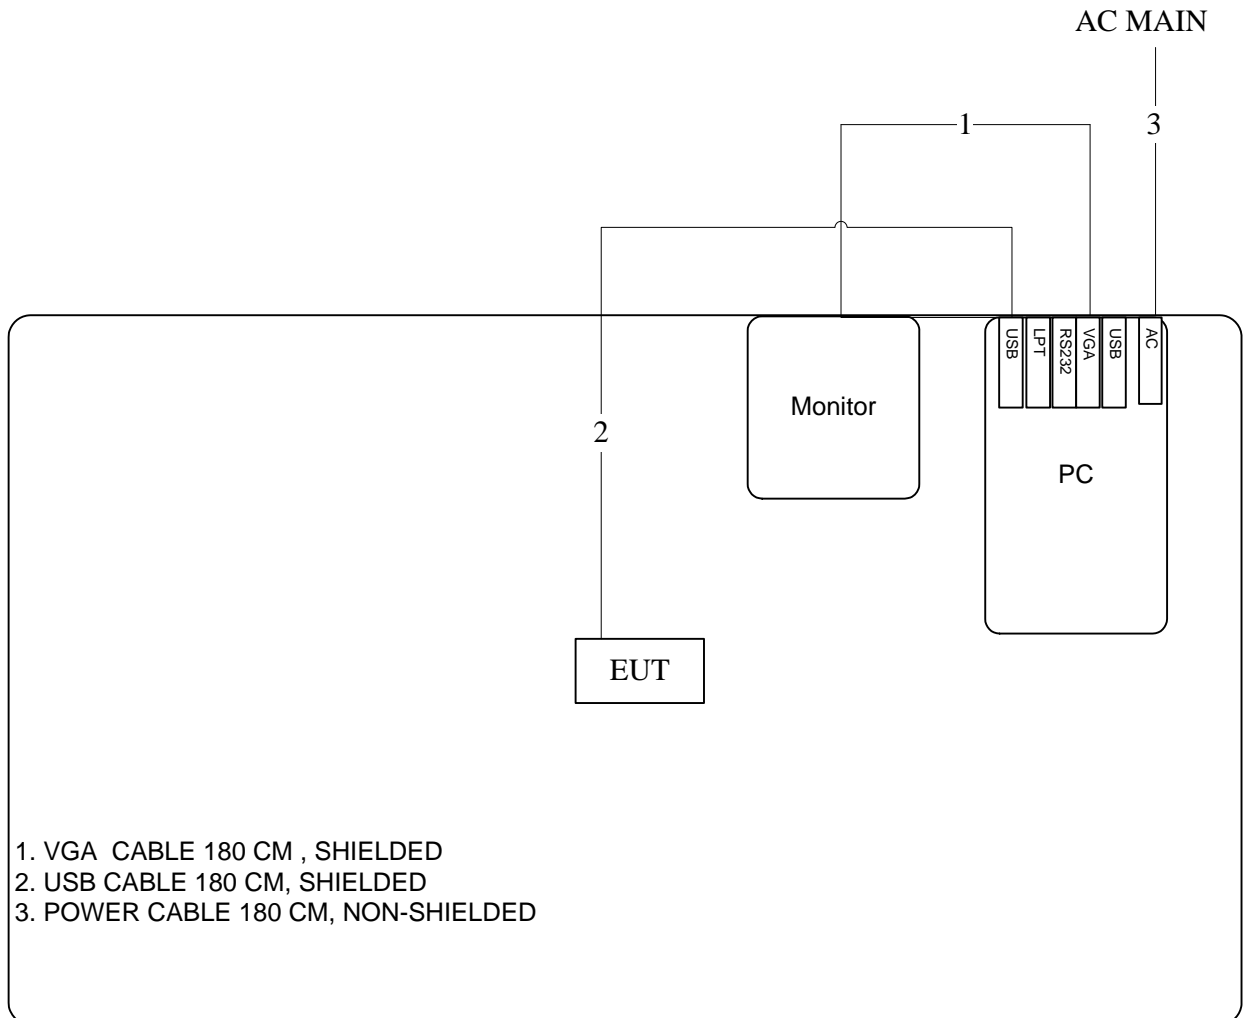 AC MAIN
1
3
USB
LPT
RS232
VGA
USB
AC
Monitor
2
PC
EUT
1. VGA CABLE 180 CM , SHIELDED
2. USB CABLE 180 CM, SHIELDED
3. POWER CABLE 180 CM, NON-SHIELDED